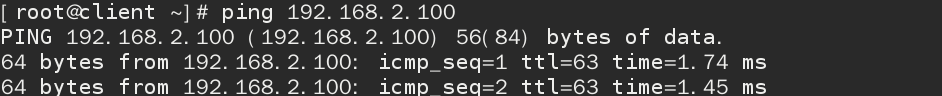 [root@client ~]# ping 192.168.2.100
PING 192.168.2.100 (192.168.2.100) 56(84) bytes of data.
64 bytes from 192.168.2.100: icmp_seq=1 ttl=63 time=1.74 ms
64 bytes from 192.168.2.100: icmp_seq=2 ttl=63 time=1.45 ms